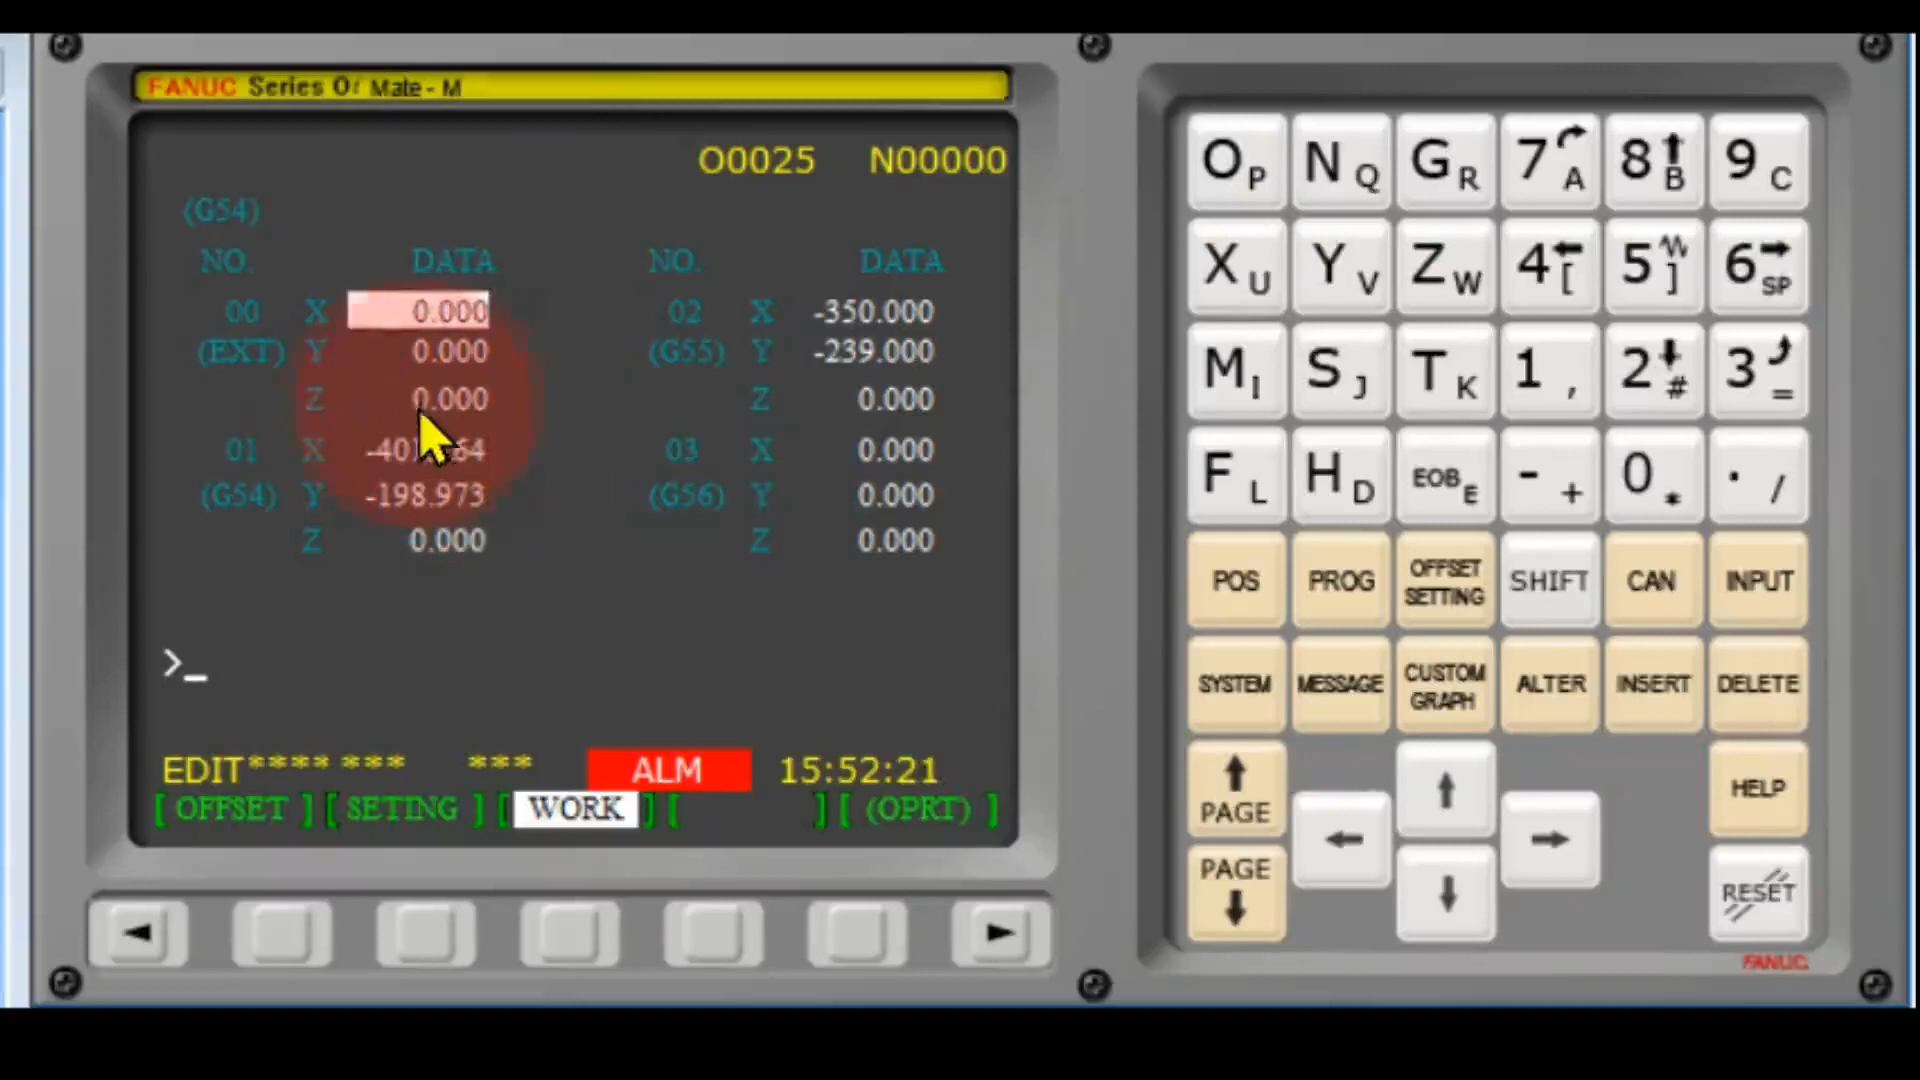 FANUC Series Oi Mate - M
O0025 N00000
(G54)
NO. DATA NO. DATA
00 X 0.000 02 X -350.000
(EXT) Y 0.000 (G55) Y -239.000
Z 0.000 Z 0.000
01 X 03 X 0.000
(G54) Y -198.973 (G56) Y 0.000
Z 0.000 Z 0.000
>_
EDIT**** *** *** ALM 15:52:21
[ OFFSET ] [ SETING ] [ WORK ] [ ] [ (OPRT) ]
O P N Q G R 7 A 8 B 9 C
X U Y V Z W 4 [ 5 ] 6 SP
M I S J T K 1 , 2 # 3 =
F L H D EOB E - + 0 * . /
POS PROG OFFSET SETTING SHIFT CAN INPUT
SYSTEM MESSAGE CUSTOM GRAPH ALTER INSERT DELETE
PAGE HELP
PAGE RESET
FANUC